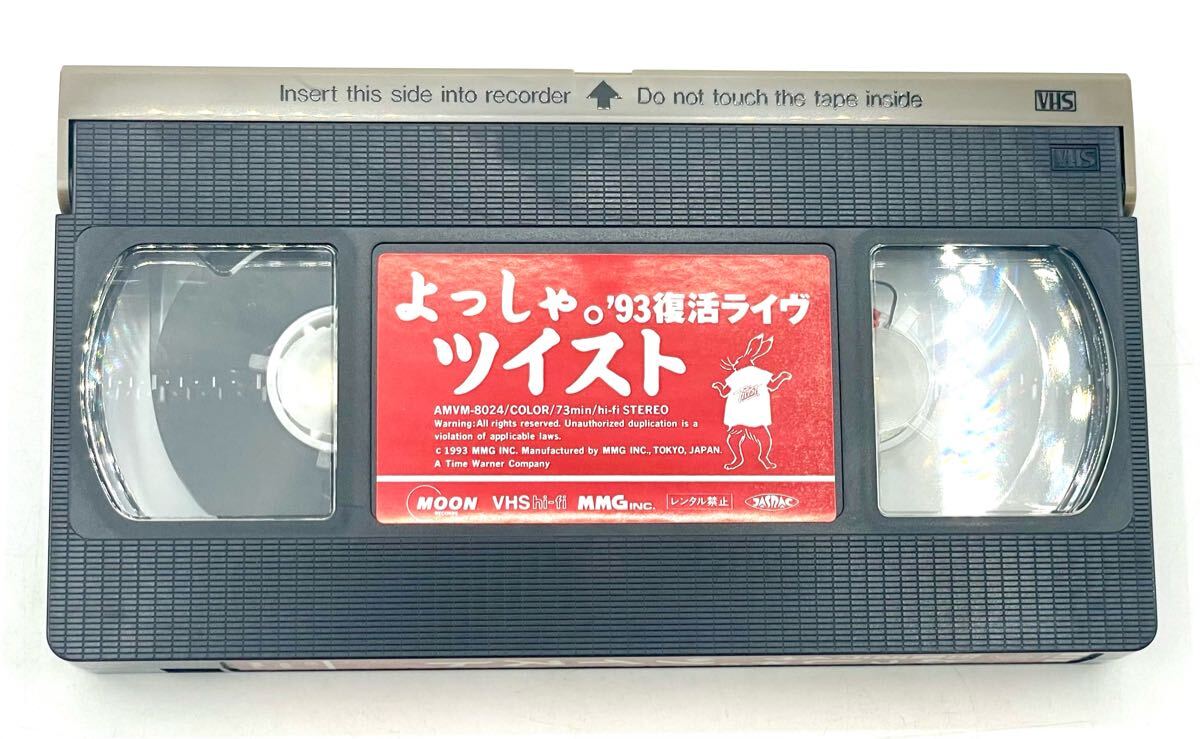 Insert this side into recorder Do not touch the tape inside VHS
VHS
よっしゃ。'93復活ライヴ
ツイスト
AMVM-8024/COLOR/73min/hi-fi STEREO
Warning:All rights reserved. Unauthorized duplication is a
violation of applicable laws.
c 1993 MMG INC. Manufactured by MMG INC., TOKYO, JAPAN.
A Time Warner Company
MOON RECORDS VHS hi-fi MMG INC. レンタル禁止 JASRAC